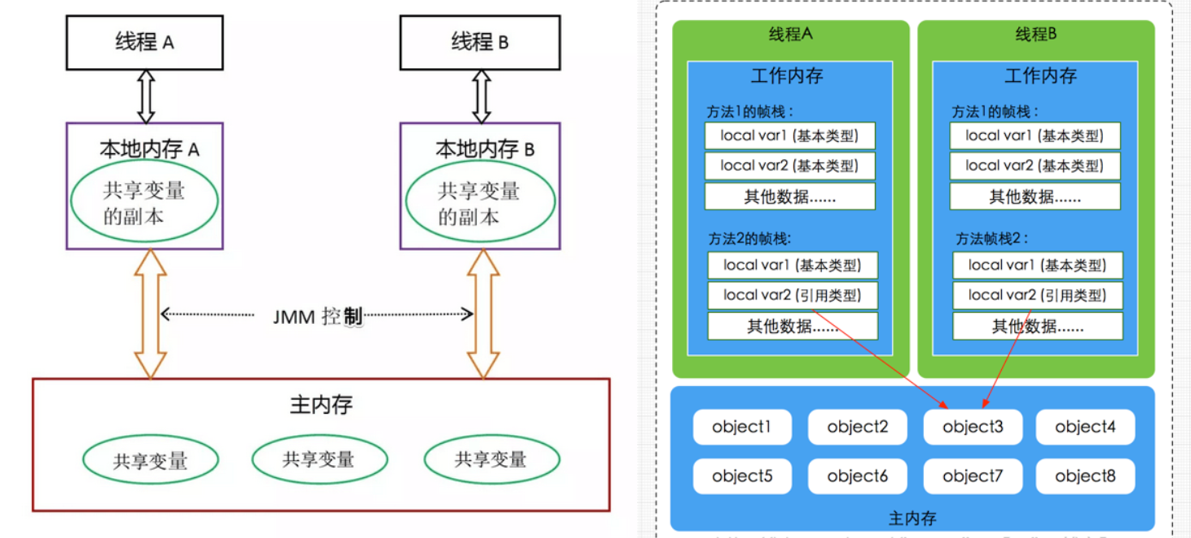 线程 A
线程 B
本地内存 A
共享变量
的副本
本地内存 B
共享变量
的副本
JMM 控制
主内存
共享变量
共享变量
共享变量
线程A
工作内存
方法1的帧栈：
local var1 (基本类型)
local var2 (基本类型)
其他数据......
方法2的帧栈:
local var1 (基本类型)
local var2 (引用类型)
其他数据......
线程B
工作内存
方法1的帧栈：
local var1 (基本类型)
local var2 (基本类型)
其他数据......
方法帧栈2：
local var1 (基本类型)
local var2 (引用类型)
其他数据......
object1
object2
object3
object4
object5
object6
object7
object8
主内存